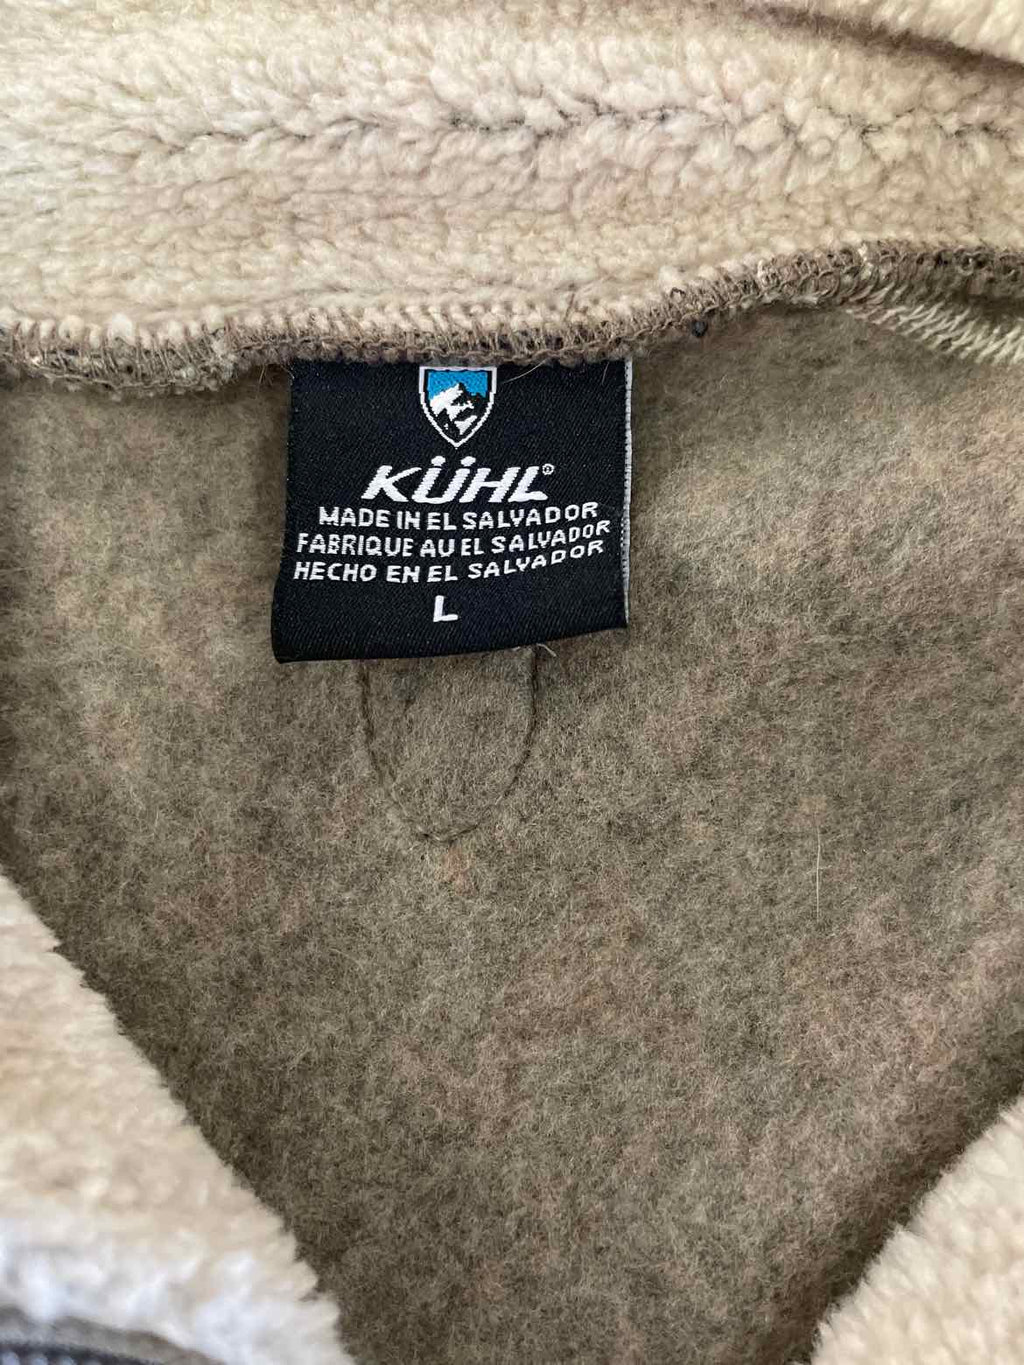 KÜHL®
MADE IN EL SALVADOR
FABRIQUE AU EL SALVADOR
HECHO EN EL SALVADOR
L